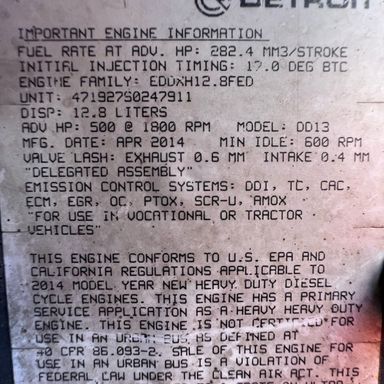 DETROIT
IMPORTANT ENGINE INFORMATION
FUEL RATE AT ADV. HP: 282.4 MM3/STROKE
INITIAL INJECTION TIMING: 17.0 DEG BTC
ENGINE FAMILY: EDDXH12.8FED
UNIT: 471927S0247911
DISP: 12.8 LITERS
ADV HP: 500 @ 1800 RPM MODEL: DD13
MFG. DATE: APR 2014 MIN IDLE: 600 RPM
VALVE LASH: EXHAUST 0.6 MM INTAKE 0.4 MM
"DELEGATED ASSEMBLY"
EMISSION CONTROL SYSTEMS: DDI, TC, CAC,
ECM, EGR, OC, PTOX, SCR-U, AMOX
"FOR USE IN VOCATIONAL OR TRACTOR
VEHICLES"
THIS ENGINE CONFORMS TO U.S. EPA AND
CALIFORNIA REGULATIONS APPLICABLE TO
2014 MODEL YEAR NEW HEAVY DUTY DIESEL
CYCLE ENGINES. THIS ENGINE HAS A PRIMARY
SERVICE APPLICATION AS A HEAVY HEAVY DUTY
ENGINE. THIS ENGINE IS NOT CERTIFIED FOR
USE IN AN URBAN BUS AS DEFINED AT
40 CFR 86.093-2. SALE OF THIS ENGINE FOR
USE IN AN URBAN BUS IS A VIOLATION OF
FEDERAL LAW UNDER THE CLEAN AIR ACT. THIS